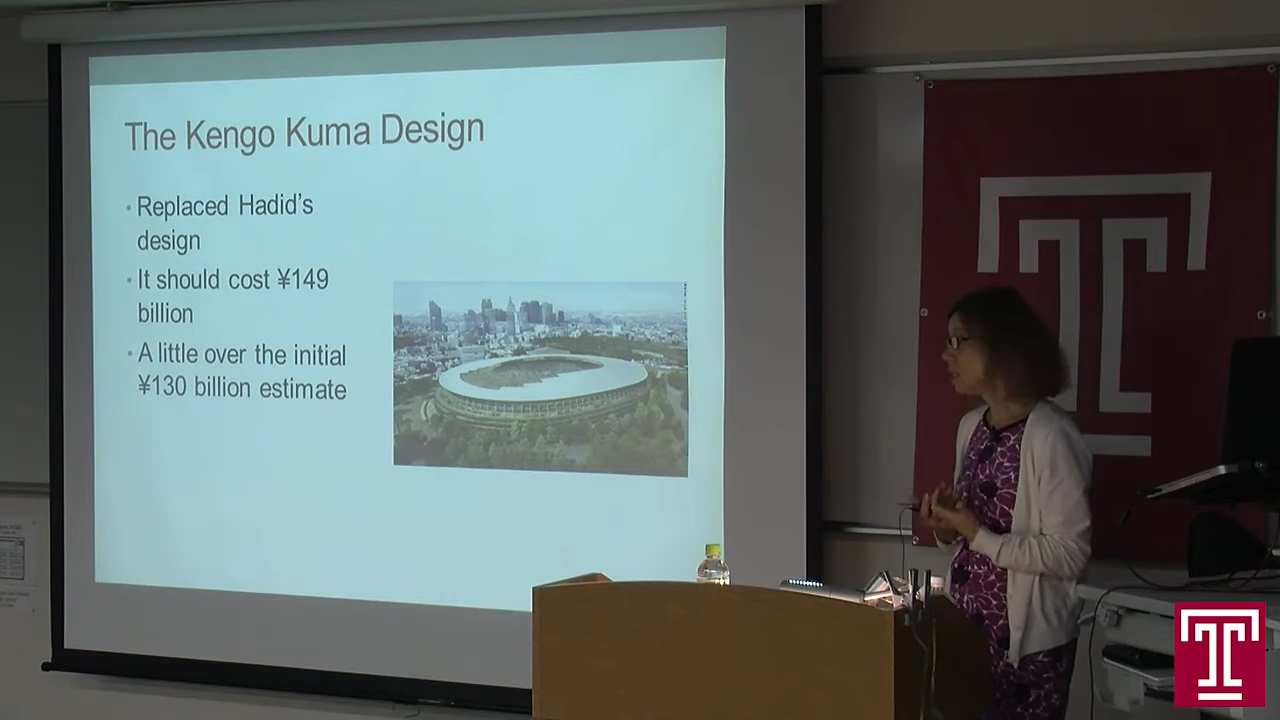 The Kengo Kuma Design
• Replaced Hadid's
design
• It should cost ¥149
billion
• A little over the initial
¥130 billion estimate
T
T